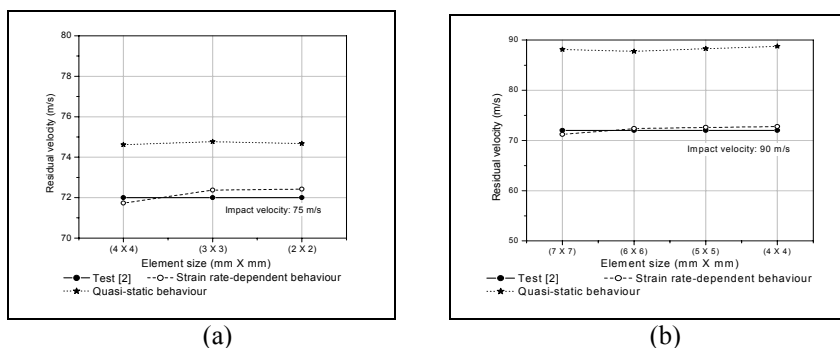 80
78
76
74
72
70
Residual velocity (m/s)
Impact velocity: 75 m/s
(4 X 4) (3 X 3) (2 X 2)
Element size (mm X mm)
Test [2] Strain rate-dependent behaviour
Quasi-static behaviour
(a)
90
80
70
60
50
Residual velocity (m/s)
Impact velocity: 90 m/s
(7 X 7) (6 X 6) (5 X 5) (4 X 4)
Element size (mm X mm)
Test [2] Strain rate-dependent behaviour
Quasi-static behaviour
(b)